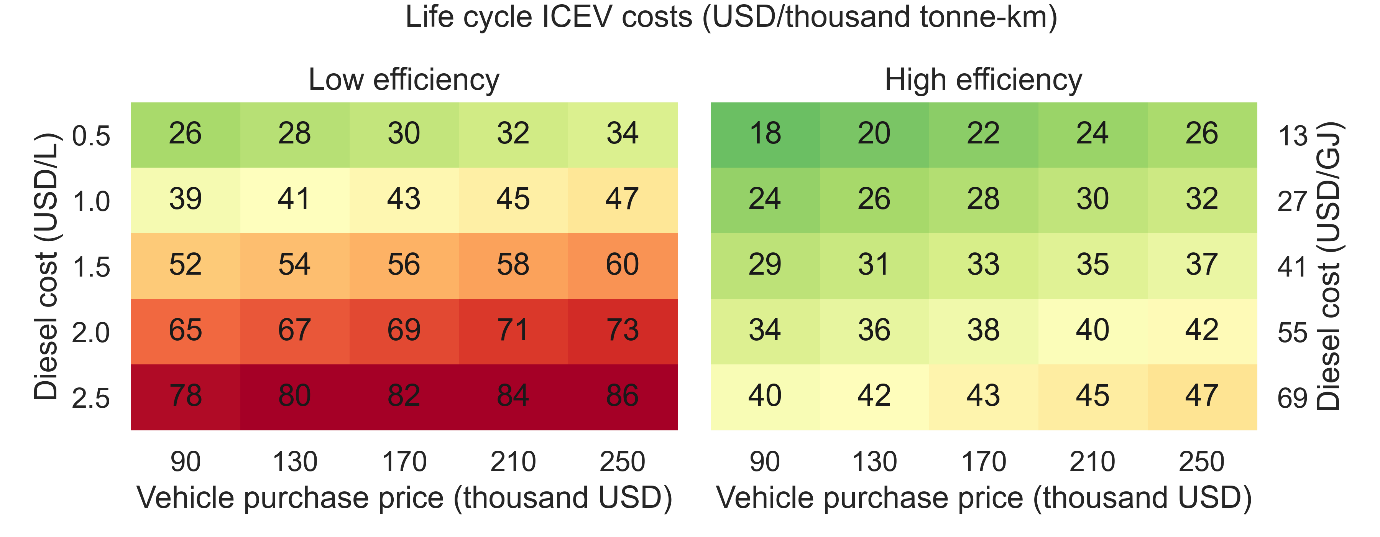 Life cycle ICEV costs (USD/thousand tonne-km)
Low efficiency
High efficiency
Diesel cost (USD/L)
0.5 26 28 30 32 34
1.0 39 41 43 45 47
1.5 52 54 56 58 60
2.0 65 67 69 71 73
2.5 78 80 82 84 86
90 130 170 210 250
Vehicle purchase price (thousand USD)
18 20 22 24 26 13
24 26 28 30 32 27
29 31 33 35 37 41
34 36 38 40 42 55
40 42 43 45 47 69
Diesel cost (USD/GJ)
90 130 170 210 250
Vehicle purchase price (thousand USD)